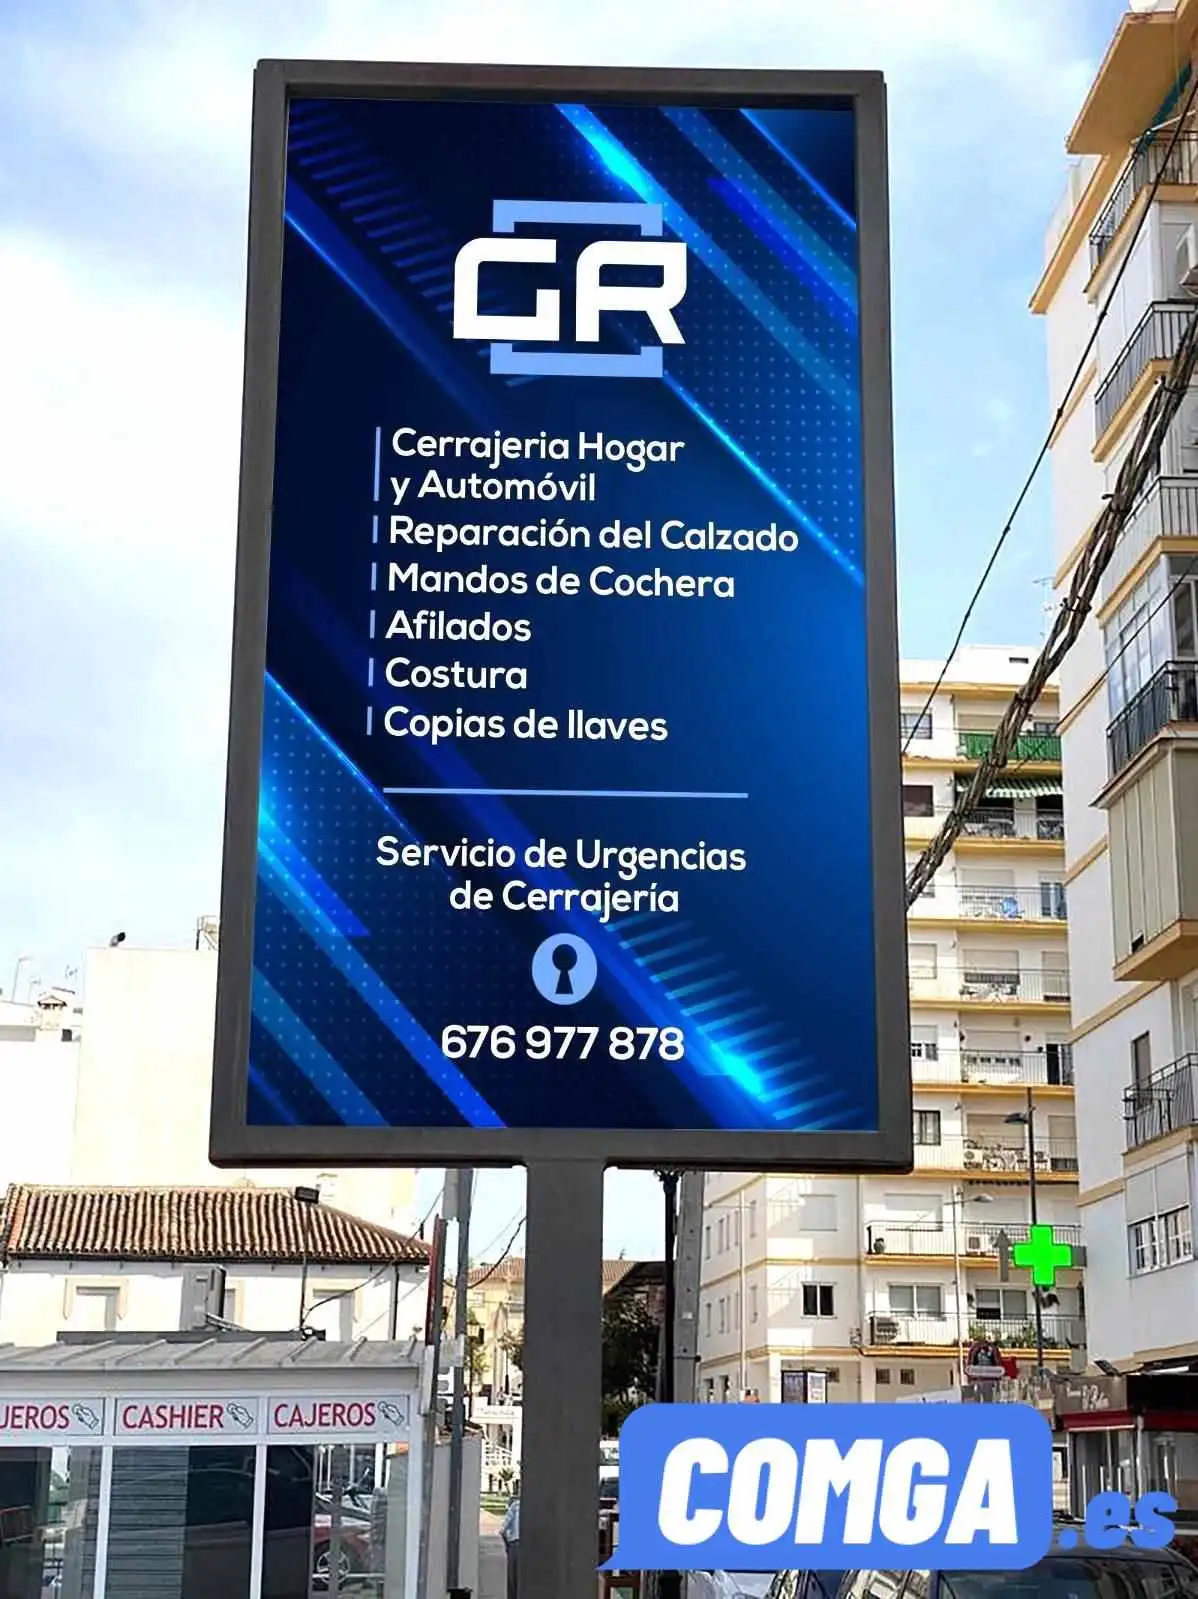 GR
Cerrajeria Hogar
y Automóvil
Reparación del Calzado
Mandos de Cochera
Afilados
Costura
Copias de llaves
Servicio de Urgencias
de Cerrajería
676 977 878
JEROS CASHIER CAJEROS
COMGA.es